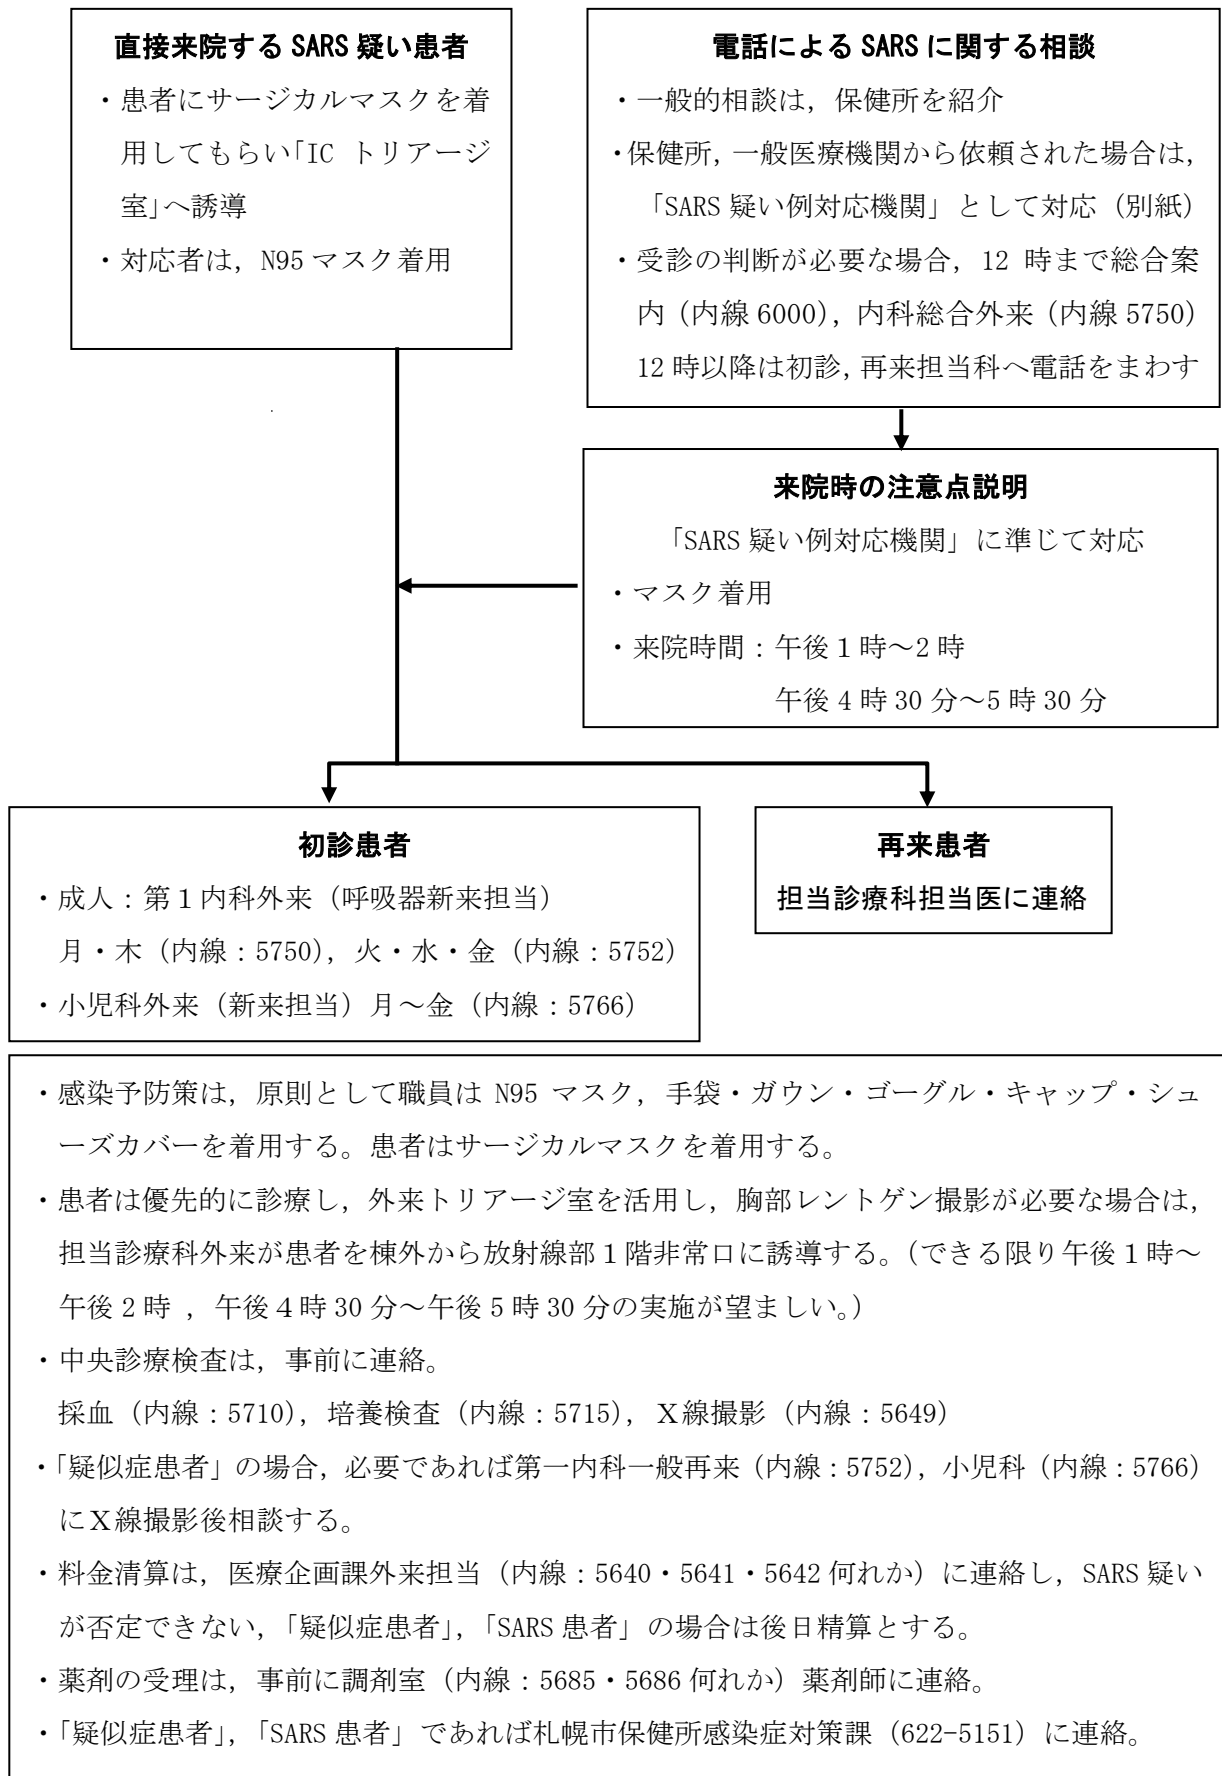 直接来院する SARS 疑い患者
・患者にサージカルマスクを着
用してもらい「IC トリアージ
室」へ誘導
・対応者は，N95 マスク着用
電話による SARS に関する相談
・一般的相談は，保健所を紹介
・保健所，一般医療機関から依頼された場合は，
「SARS 疑い例対応機関」として対応（別紙）
・受診の判断が必要な場合，12 時まで総合案
内（内線 6000），内科総合外来（内線 5750）
12 時以降は初診，再来担当科へ電話をまわす
来院時の注意点説明
「SARS 疑い例対応機関」に準じて対応
・マスク着用
・来院時間：午後１時～2 時
午後 4 時 30 分～5 時 30 分
初診患者
・成人：第１内科外来（呼吸器新来担当）
月・木（内線：5750），火・水・金（内線：5752）
・小児科外来（新来担当）月～金（内線：5766）
再来患者
担当診療科担当医に連絡
・感染予防策は，原則として職員は N95 マスク，手袋・ガウン・ゴーグル・キャップ・シュ
ーズカバーを着用する。患者はサージカルマスクを着用する。
・患者は優先的に診療し，外来トリアージ室を活用し，胸部レントゲン撮影が必要な場合は，
担当診療科外来が患者を棟外から放射線部１階非常口に誘導する。（できる限り午後１時～
午後 2 時 ，午後４時 30 分～午後 5 時 30 分の実施が望ましい。）
・中央診療検査は，事前に連絡。
採血（内線：5710），培養検査（内線：5715），Ｘ線撮影（内線：5649）
・「疑似症患者」の場合，必要であれば第一内科一般再来（内線：5752），小児科（内線：5766）
にＸ線撮影後相談する。
・料金清算は，医療企画課外来担当（内線：5640・5641・5642 何れか）に連絡し，SARS 疑い
が否定できない，「疑似症患者」，「SARS 患者」の場合は後日精算とする。
・薬剤の受理は，事前に調剤室（内線：5685・5686 何れか）薬剤師に連絡。
・「疑似症患者」，「SARS 患者」であれば札幌市保健所感染症対策課（622-5151）に連絡。